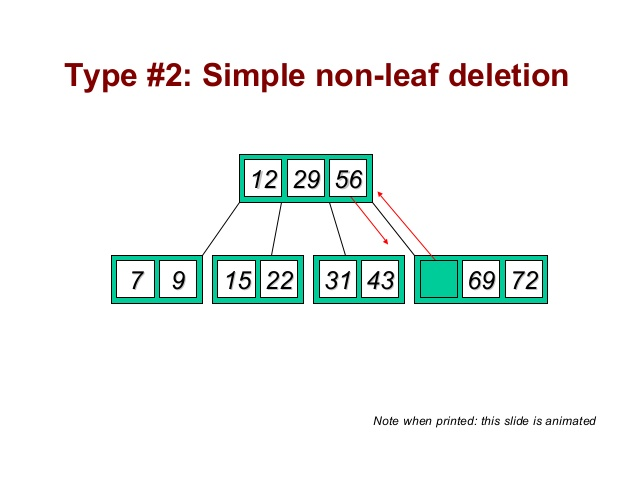 Type #2: Simple non-leaf deletion
12 29 56
7 9 15 22 31 43 69 72
Note when printed: this slide is animated